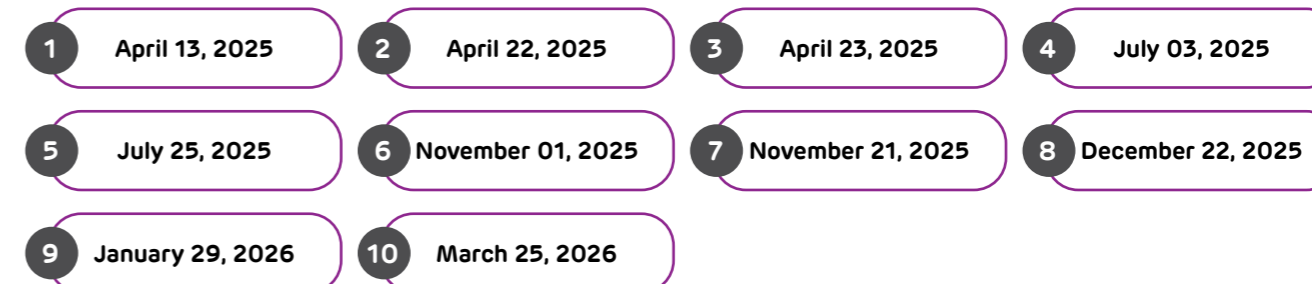 1 April 13, 2025
2 April 22, 2025
3 April 23, 2025
4 July 03, 2025
5 July 25, 2025
6 November 01, 2025
7 November 21, 2025
8 December 22, 2025
9 January 29, 2026
10 March 25, 2026